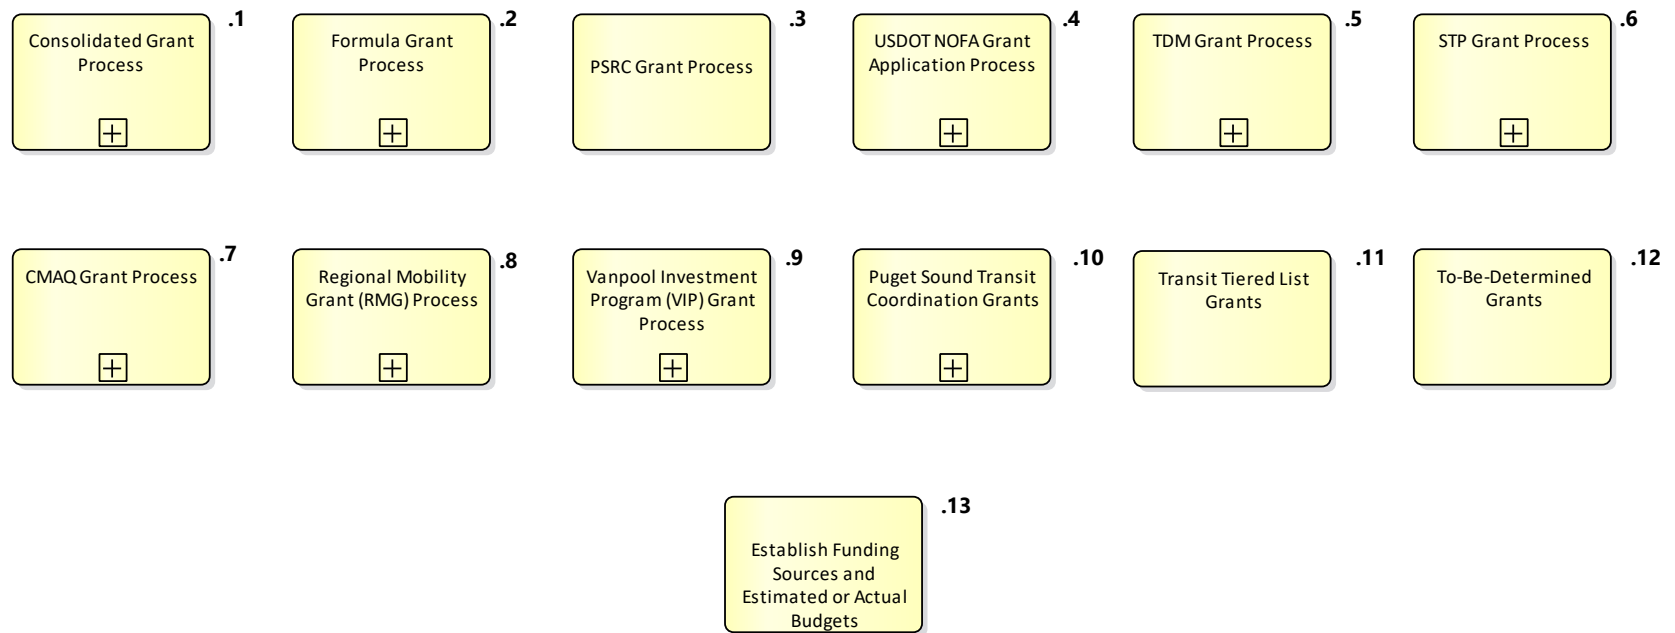 Consolidated Grant
Process
.1
Formula Grant
Process
.2
PSRC Grant Process
.3
USDOT NOFA Grant
Application Process
.4
TDM Grant Process
.5
STP Grant Process
.6
CMAQ Grant Process
.7
Regional Mobility
Grant (RMG) Process
.8
Vanpool Investment
Program (VIP) Grant
Process
.9
Puget Sound Transit
Coordination Grants
.10
Transit Tiered List
Grants
.11
To-Be-Determined
Grants
.12
Establish Funding
Sources and
Estimated or Actual
Budgets
.13